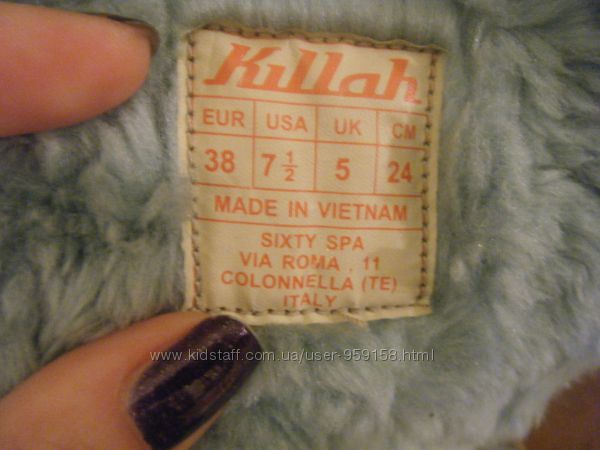 Killah
EUR USA UK CM
38 7 1/2 5 24
MADE IN VIETNAM
SIXTY SPA
VIA ROMA , 11
COLONNELLA (TE)
ITALY
www.kidstaff.com.ua/user-959158.html